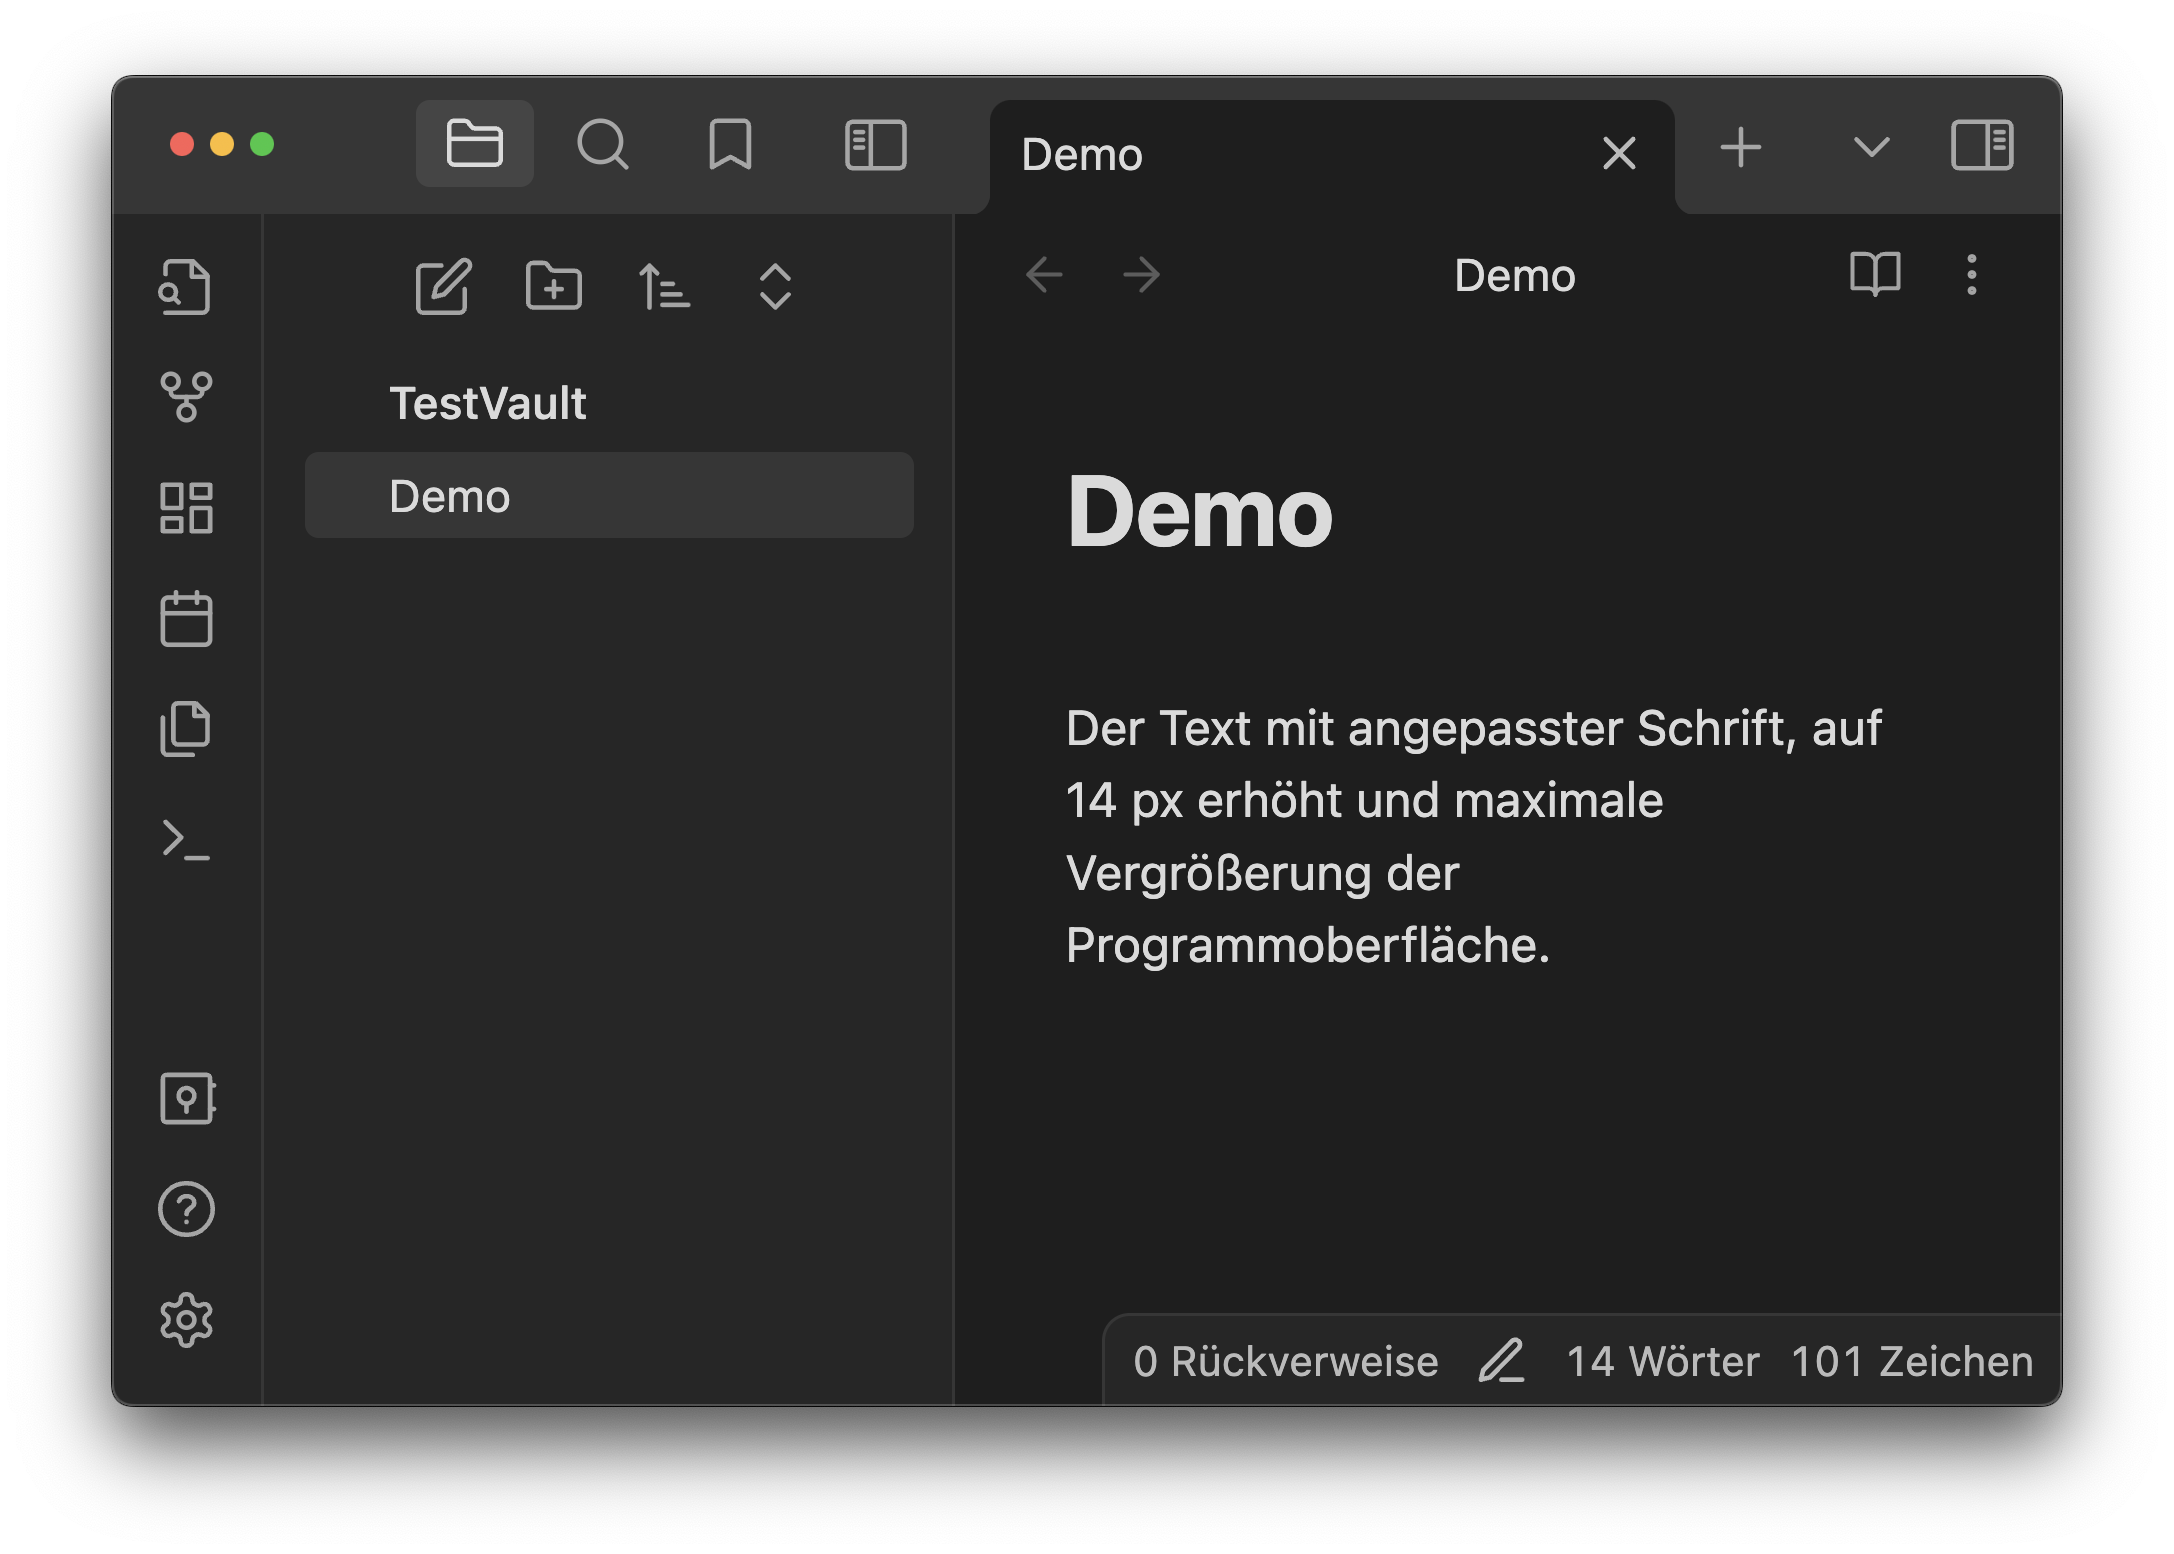 Demo
Demo
TestVault
Demo
Demo
Der Text mit angepasster Schrift, auf
14 px erhöht und maximale
Vergrößerung der
Programmoberfläche.
0 Rückverweise 14 Wörter 101 Zeichen